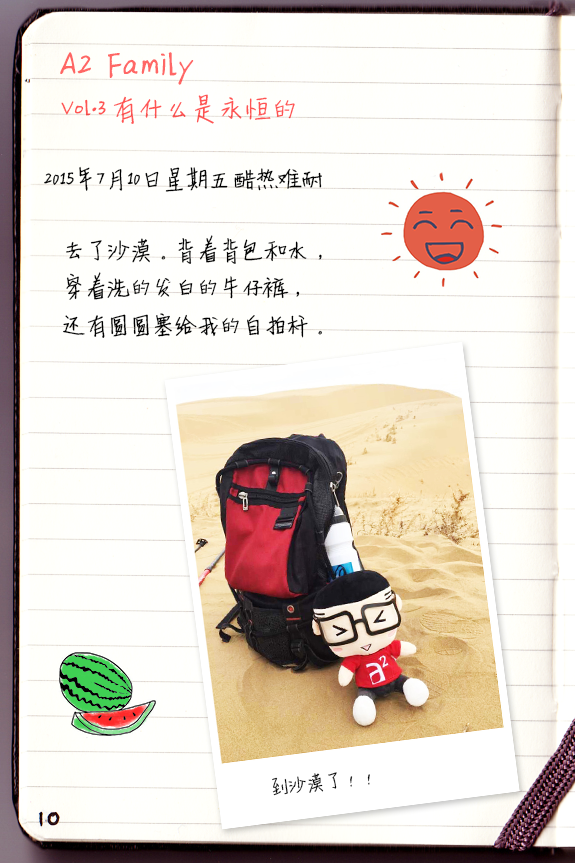 A2 Family
Vol.3 有什么是永恒的
2015年7月10日星期五 酷热难耐
去了沙漠。背着背包和水，
穿着洗的发白的牛仔裤，
还有圆圆塞给我的自拍杆。
a²
到沙漠了！！
10